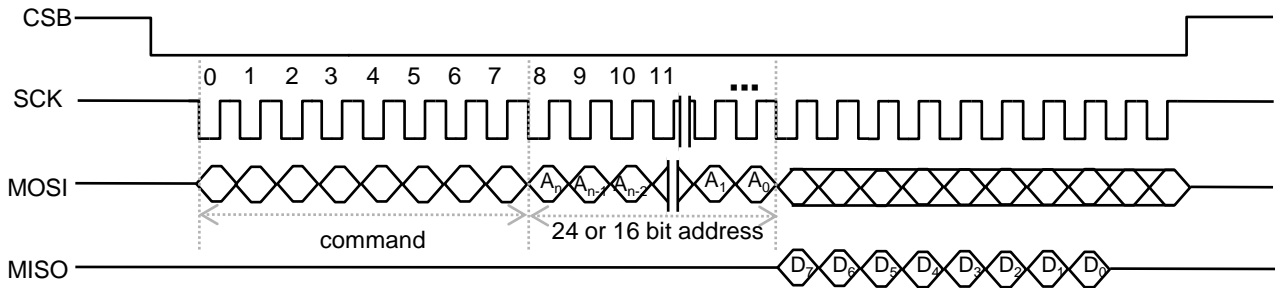 CSB
0 1 2 3 4 5 6 7 8 9 10 11 ...
SCK
MOSI An An-1 An-2 A1 A0
command 24 or 16 bit address
MISO D7 D6 D5 D4 D3 D2 D1 D0